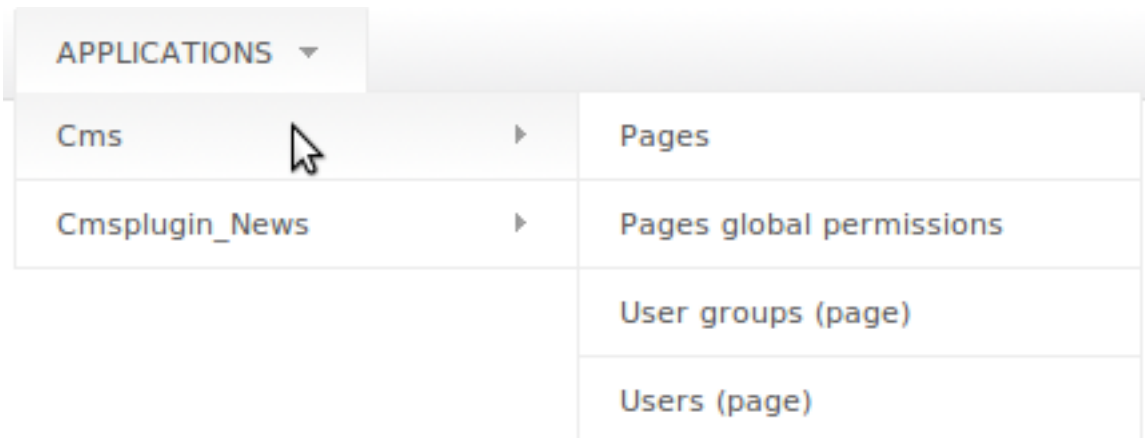 APPLICATIONS
Cms
Cmsplugin_News
Pages
Pages global permissions
User groups (page)
Users (page)